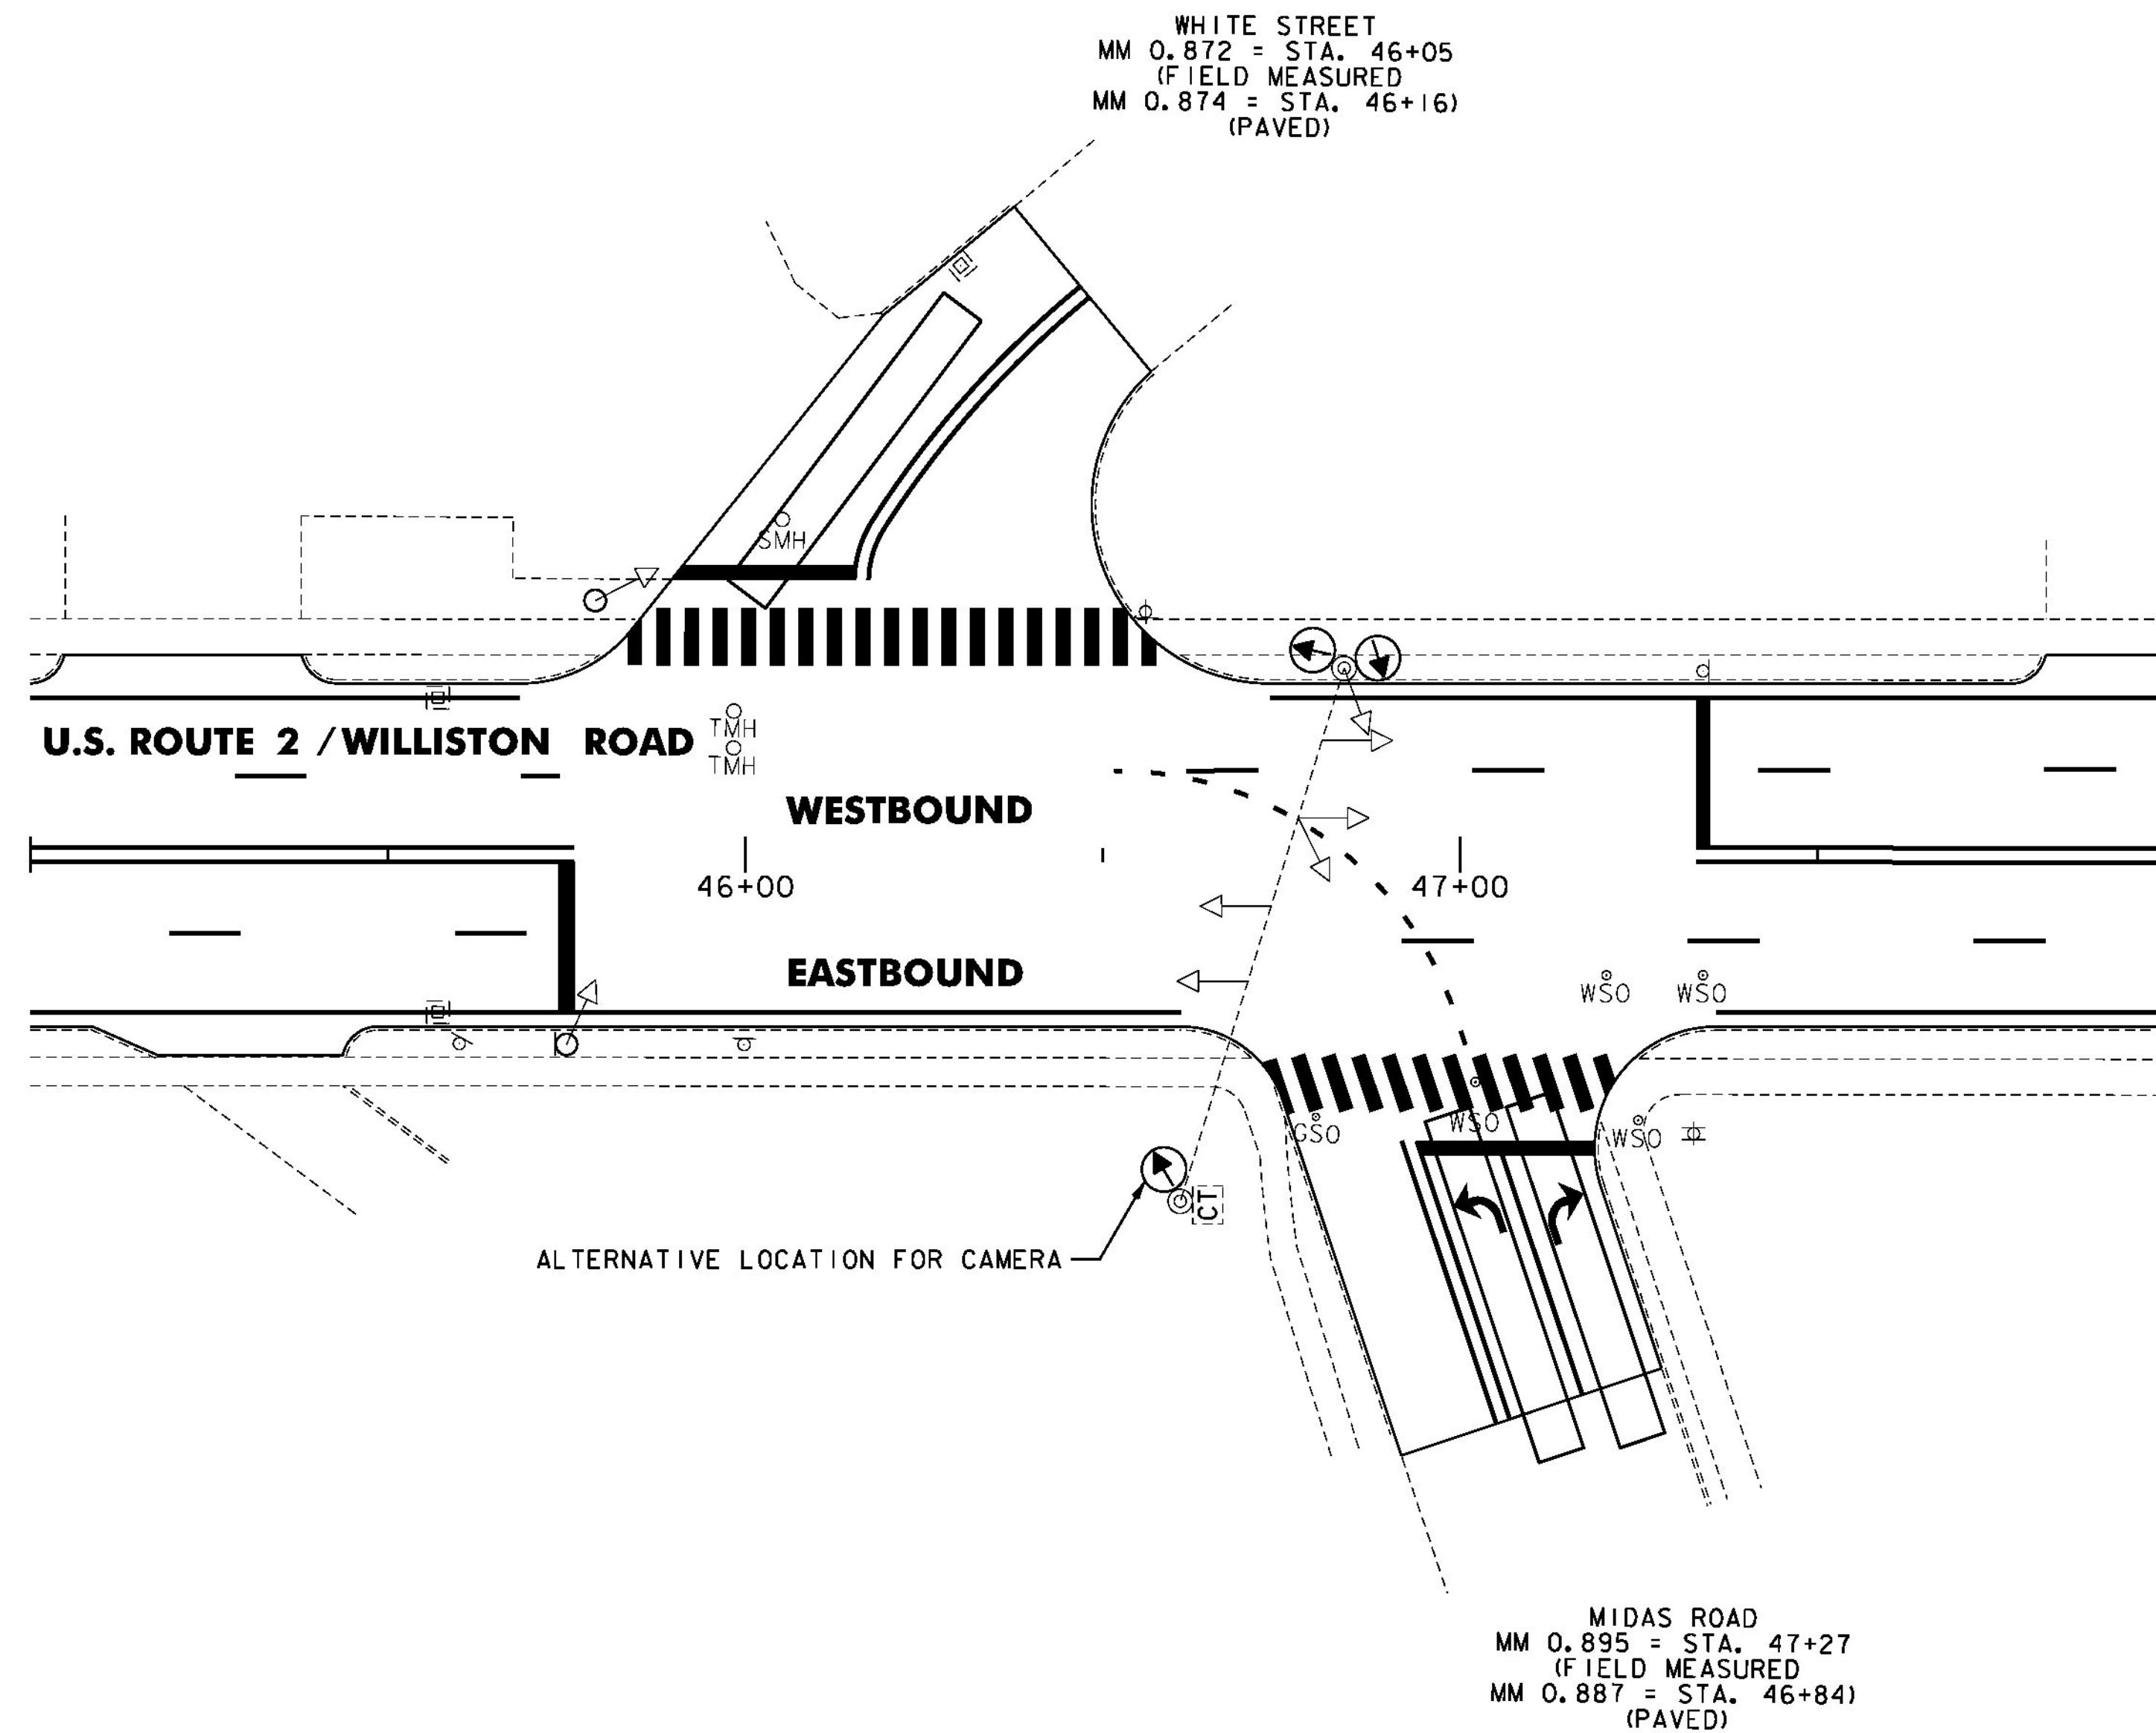 WHITE STREET
MM 0.872 = STA. 46+05
(FIELD MEASURED
MM 0.874 = STA. 46+16)
(PAVED)
SMH
U.S. ROUTE 2 / WILLISTON ROAD
TMH
TMH
WESTBOUND
46+00
47+00
EASTBOUND
WSO
WSO
GSO
WSO
WSO
CT
ALTERNATIVE LOCATION FOR CAMERA
MIDAS ROAD
MM 0.895 = STA. 47+27
(FIELD MEASURED
MM 0.887 = STA. 46+84)
(PAVED)